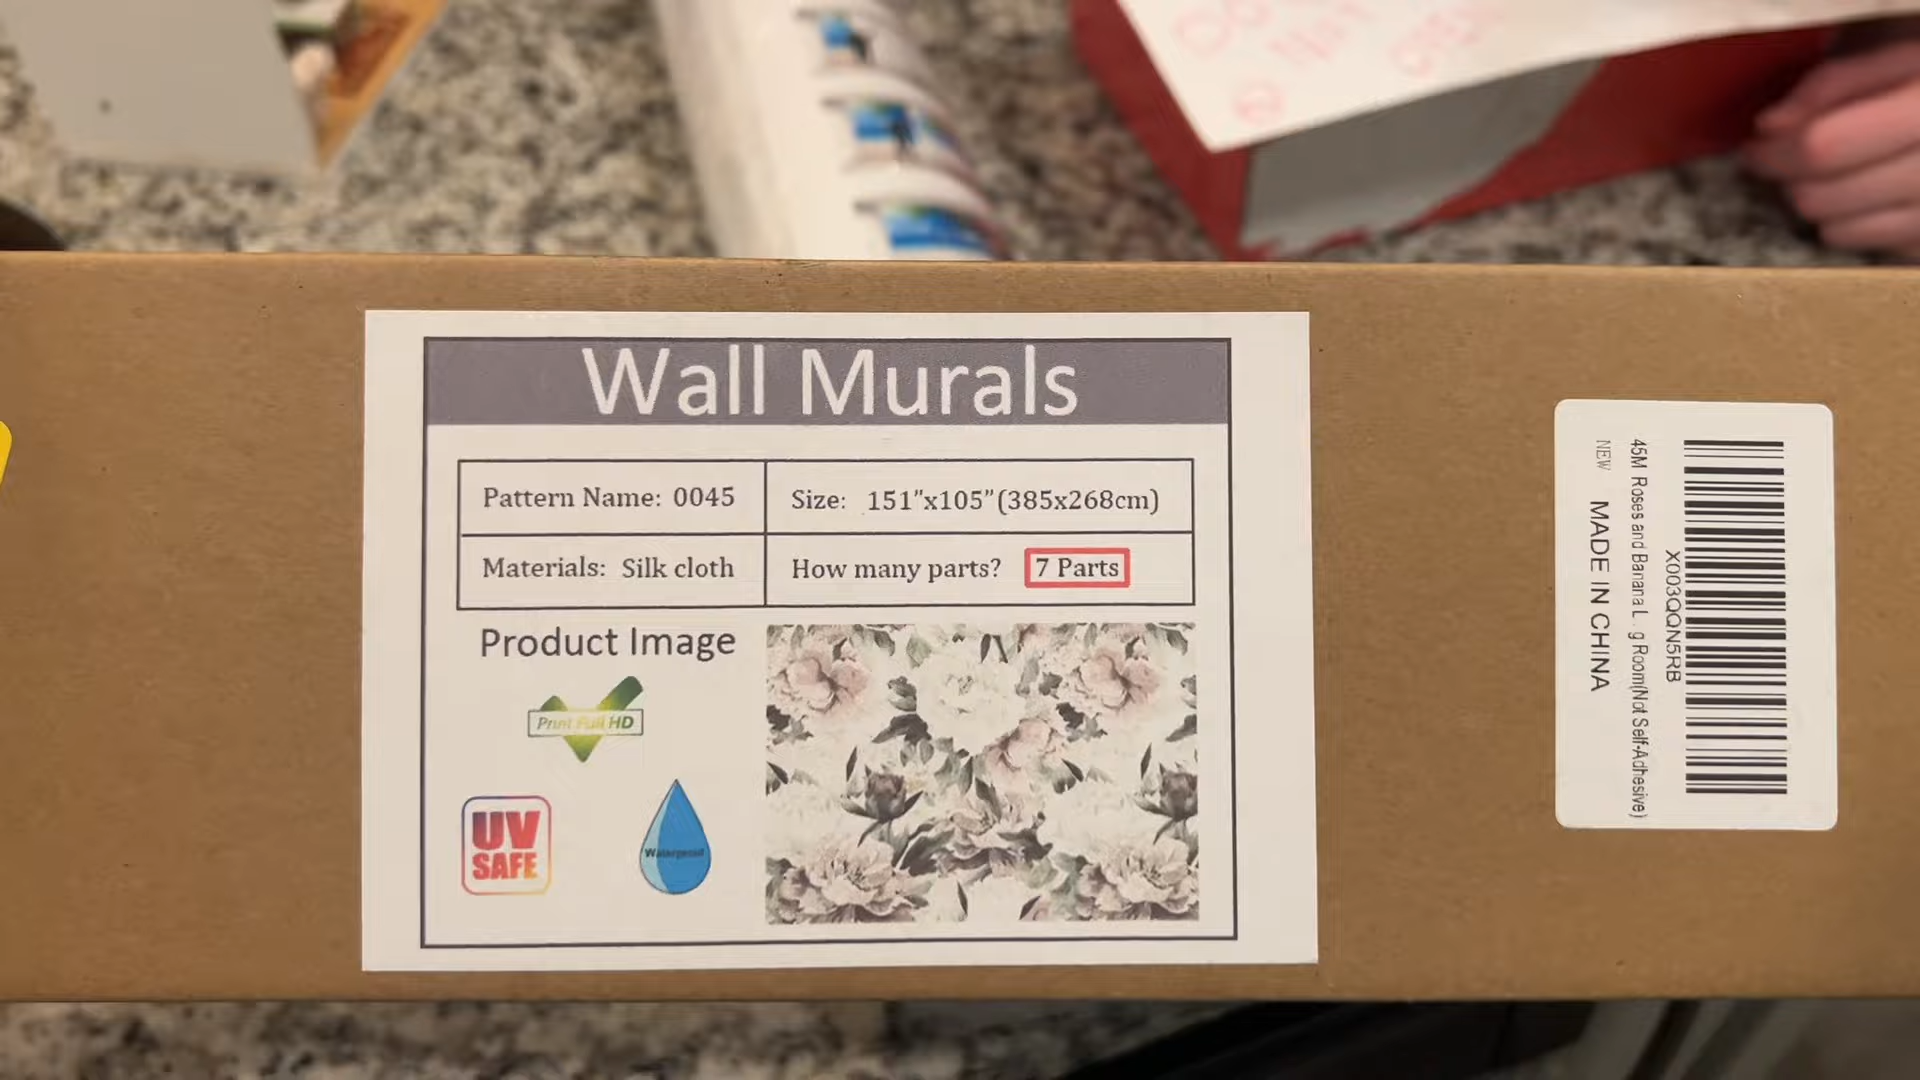 DO
NOT
Wall Murals
Pattern Name: 0045
Size: 151"x105"(385x268cm)
Materials: Silk cloth
How many parts? 7 Parts
Product Image
Print Full HD
UV
SAFE
Waterproof
X003QQN5RB
45M Roses and Banana L...g Room(Not Self-Adhesive)
NEW
MADE IN CHINA